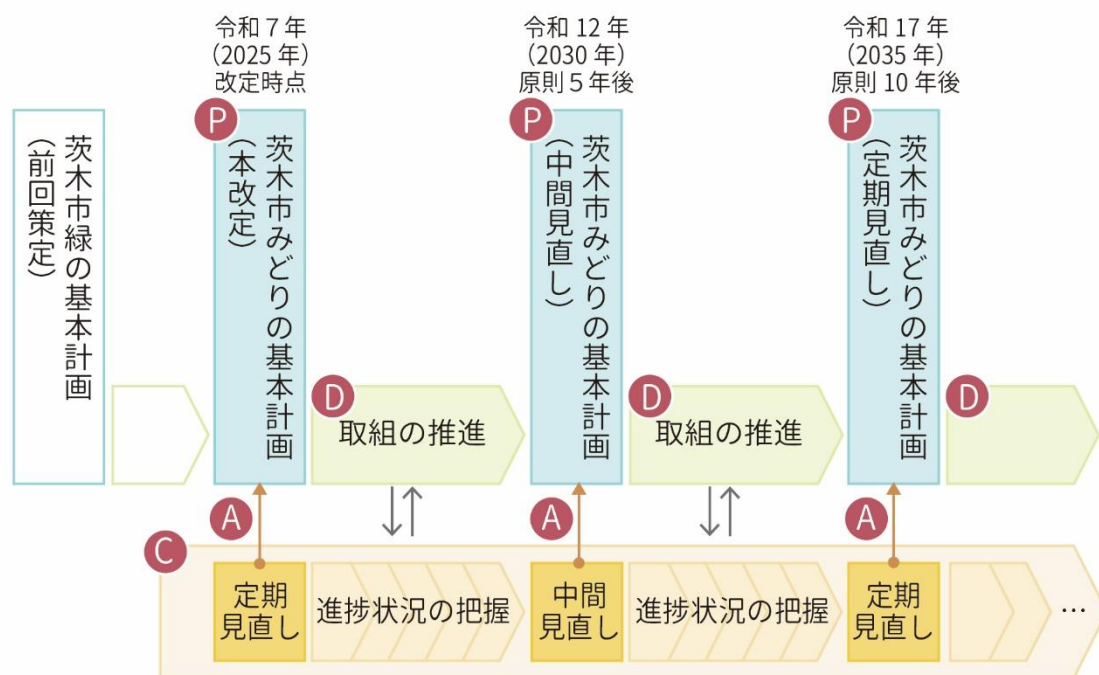 令和 7 年
（2025 年）
改定時点
令和 12 年
（2030 年）
原則 5 年後
令和 17 年
（2035 年）
原則 10 年後
茨木市緑の基本計画
（前回策定）
P
茨木市みどりの基本計画
（本改定）
D
取組の推進
P
茨木市みどりの基本計画
（中間見直し）
D
取組の推進
P
茨木市みどりの基本計画
（定期見直し）
D
A
A
A
C
定期
見直し
進捗状況の把握
中間
見直し
進捗状況の把握
定期
見直し
…